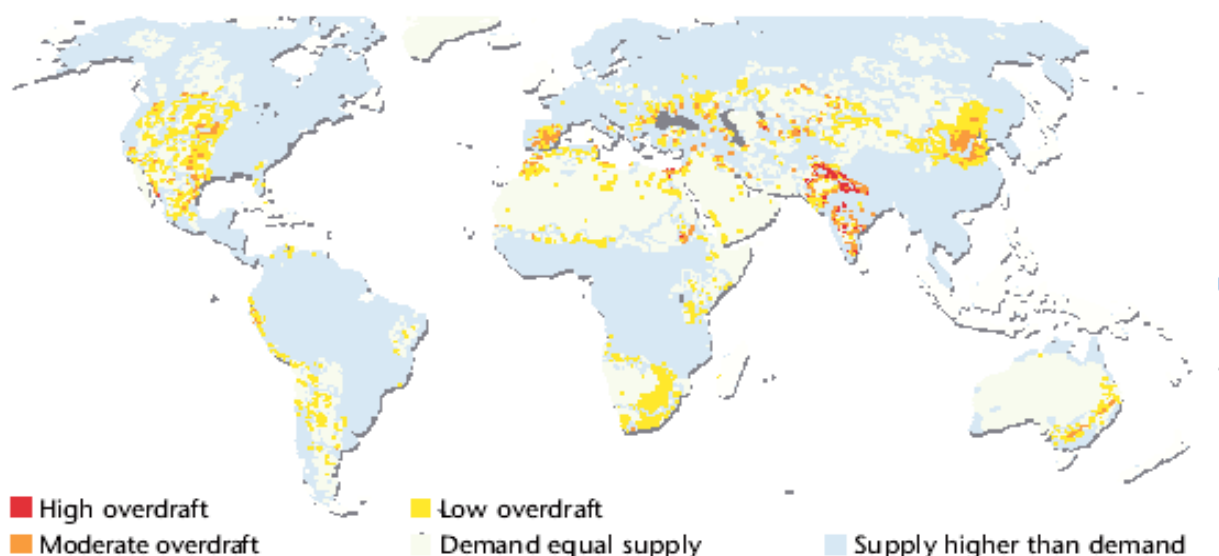 High overdraft
Low overdraft
Moderate overdraft
Demand equal supply
Supply higher than demand